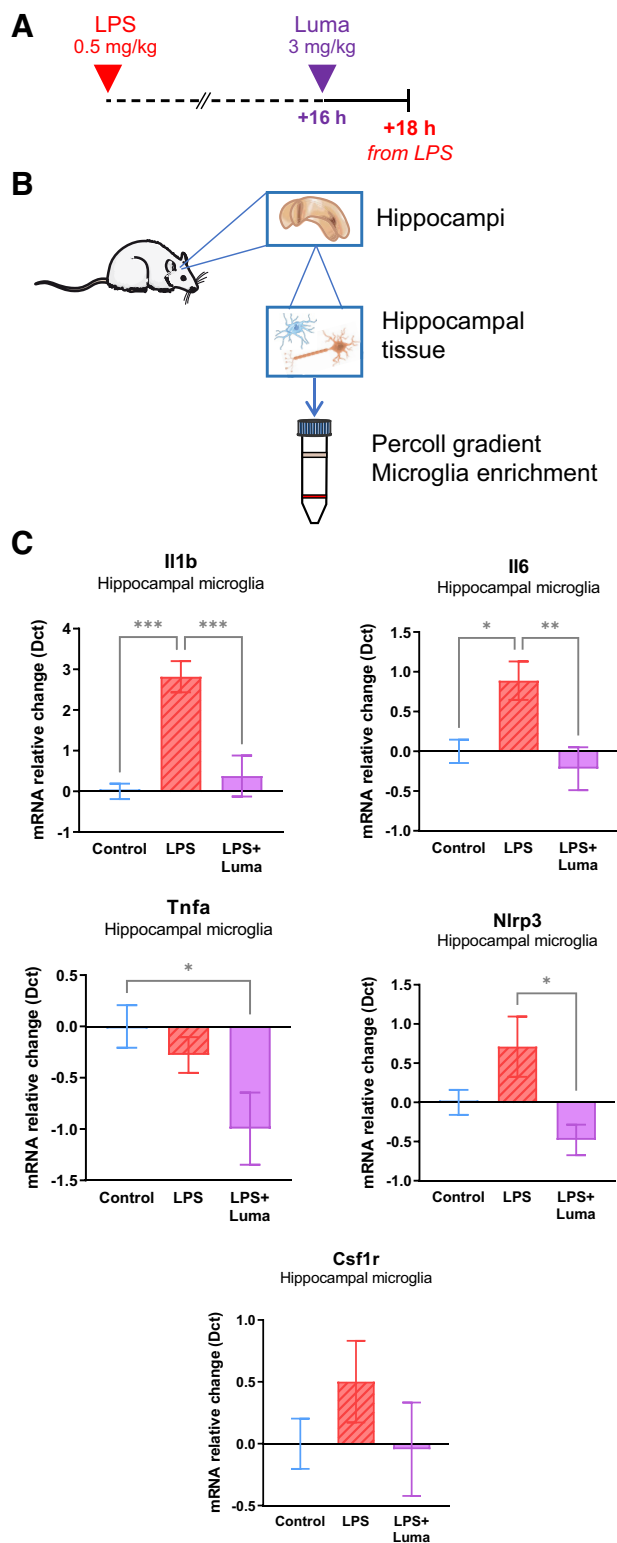 A
LPS
0.5 mg/kg
Luma
3 mg/kg
+16 h
+18 h
from LPS
B
Hippocampi
Hippocampal
tissue
Percoll gradient
Microglia enrichment
C
Il1b
Hippocampal microglia
mRNA relative change (Dct)
4
3
2
1
0
-1
***
***
Control
LPS
LPS+
Luma
Il6
Hippocampal microglia
mRNA relative change (Dct)
1.5
1.0
0.5
0.0
-0.5
-1.0
*
**
Control
LPS
LPS+
Luma
Tnfa
Hippocampal microglia
mRNA relative change (Dct)
0.5
0.0
-0.5
-1.0
-1.5
*
Control
LPS
LPS+
Luma
Nlrp3
Hippocampal microglia
mRNA relative change (Dct)
1.5
1.0
0.5
0.0
-0.5
-1.0
*
Control
LPS
LPS+
Luma
Csf1r
Hippocampal microglia
mRNA relative change (Dct)
1.0
0.5
0.0
-0.5
Control
LPS
LPS+
Luma